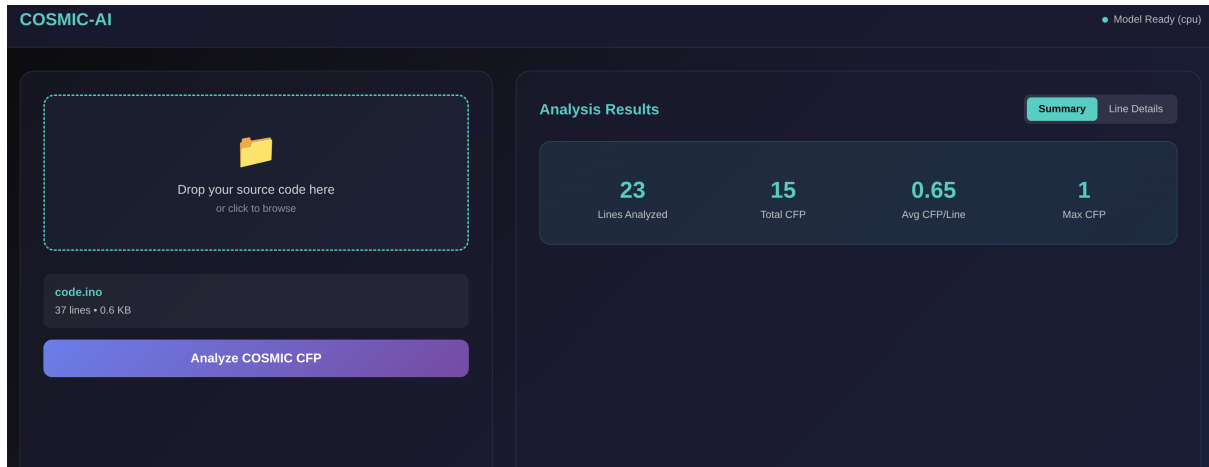 COSMIC-AI
Model Ready (cpu)
Drop your source code here
or click to browse
code.ino
37 lines • 0.6 KB
Analyze COSMIC CFP
Analysis Results
Summary
Line Details
23
Lines Analyzed
15
Total CFP
0.65
Avg CFP/Line
1
Max CFP